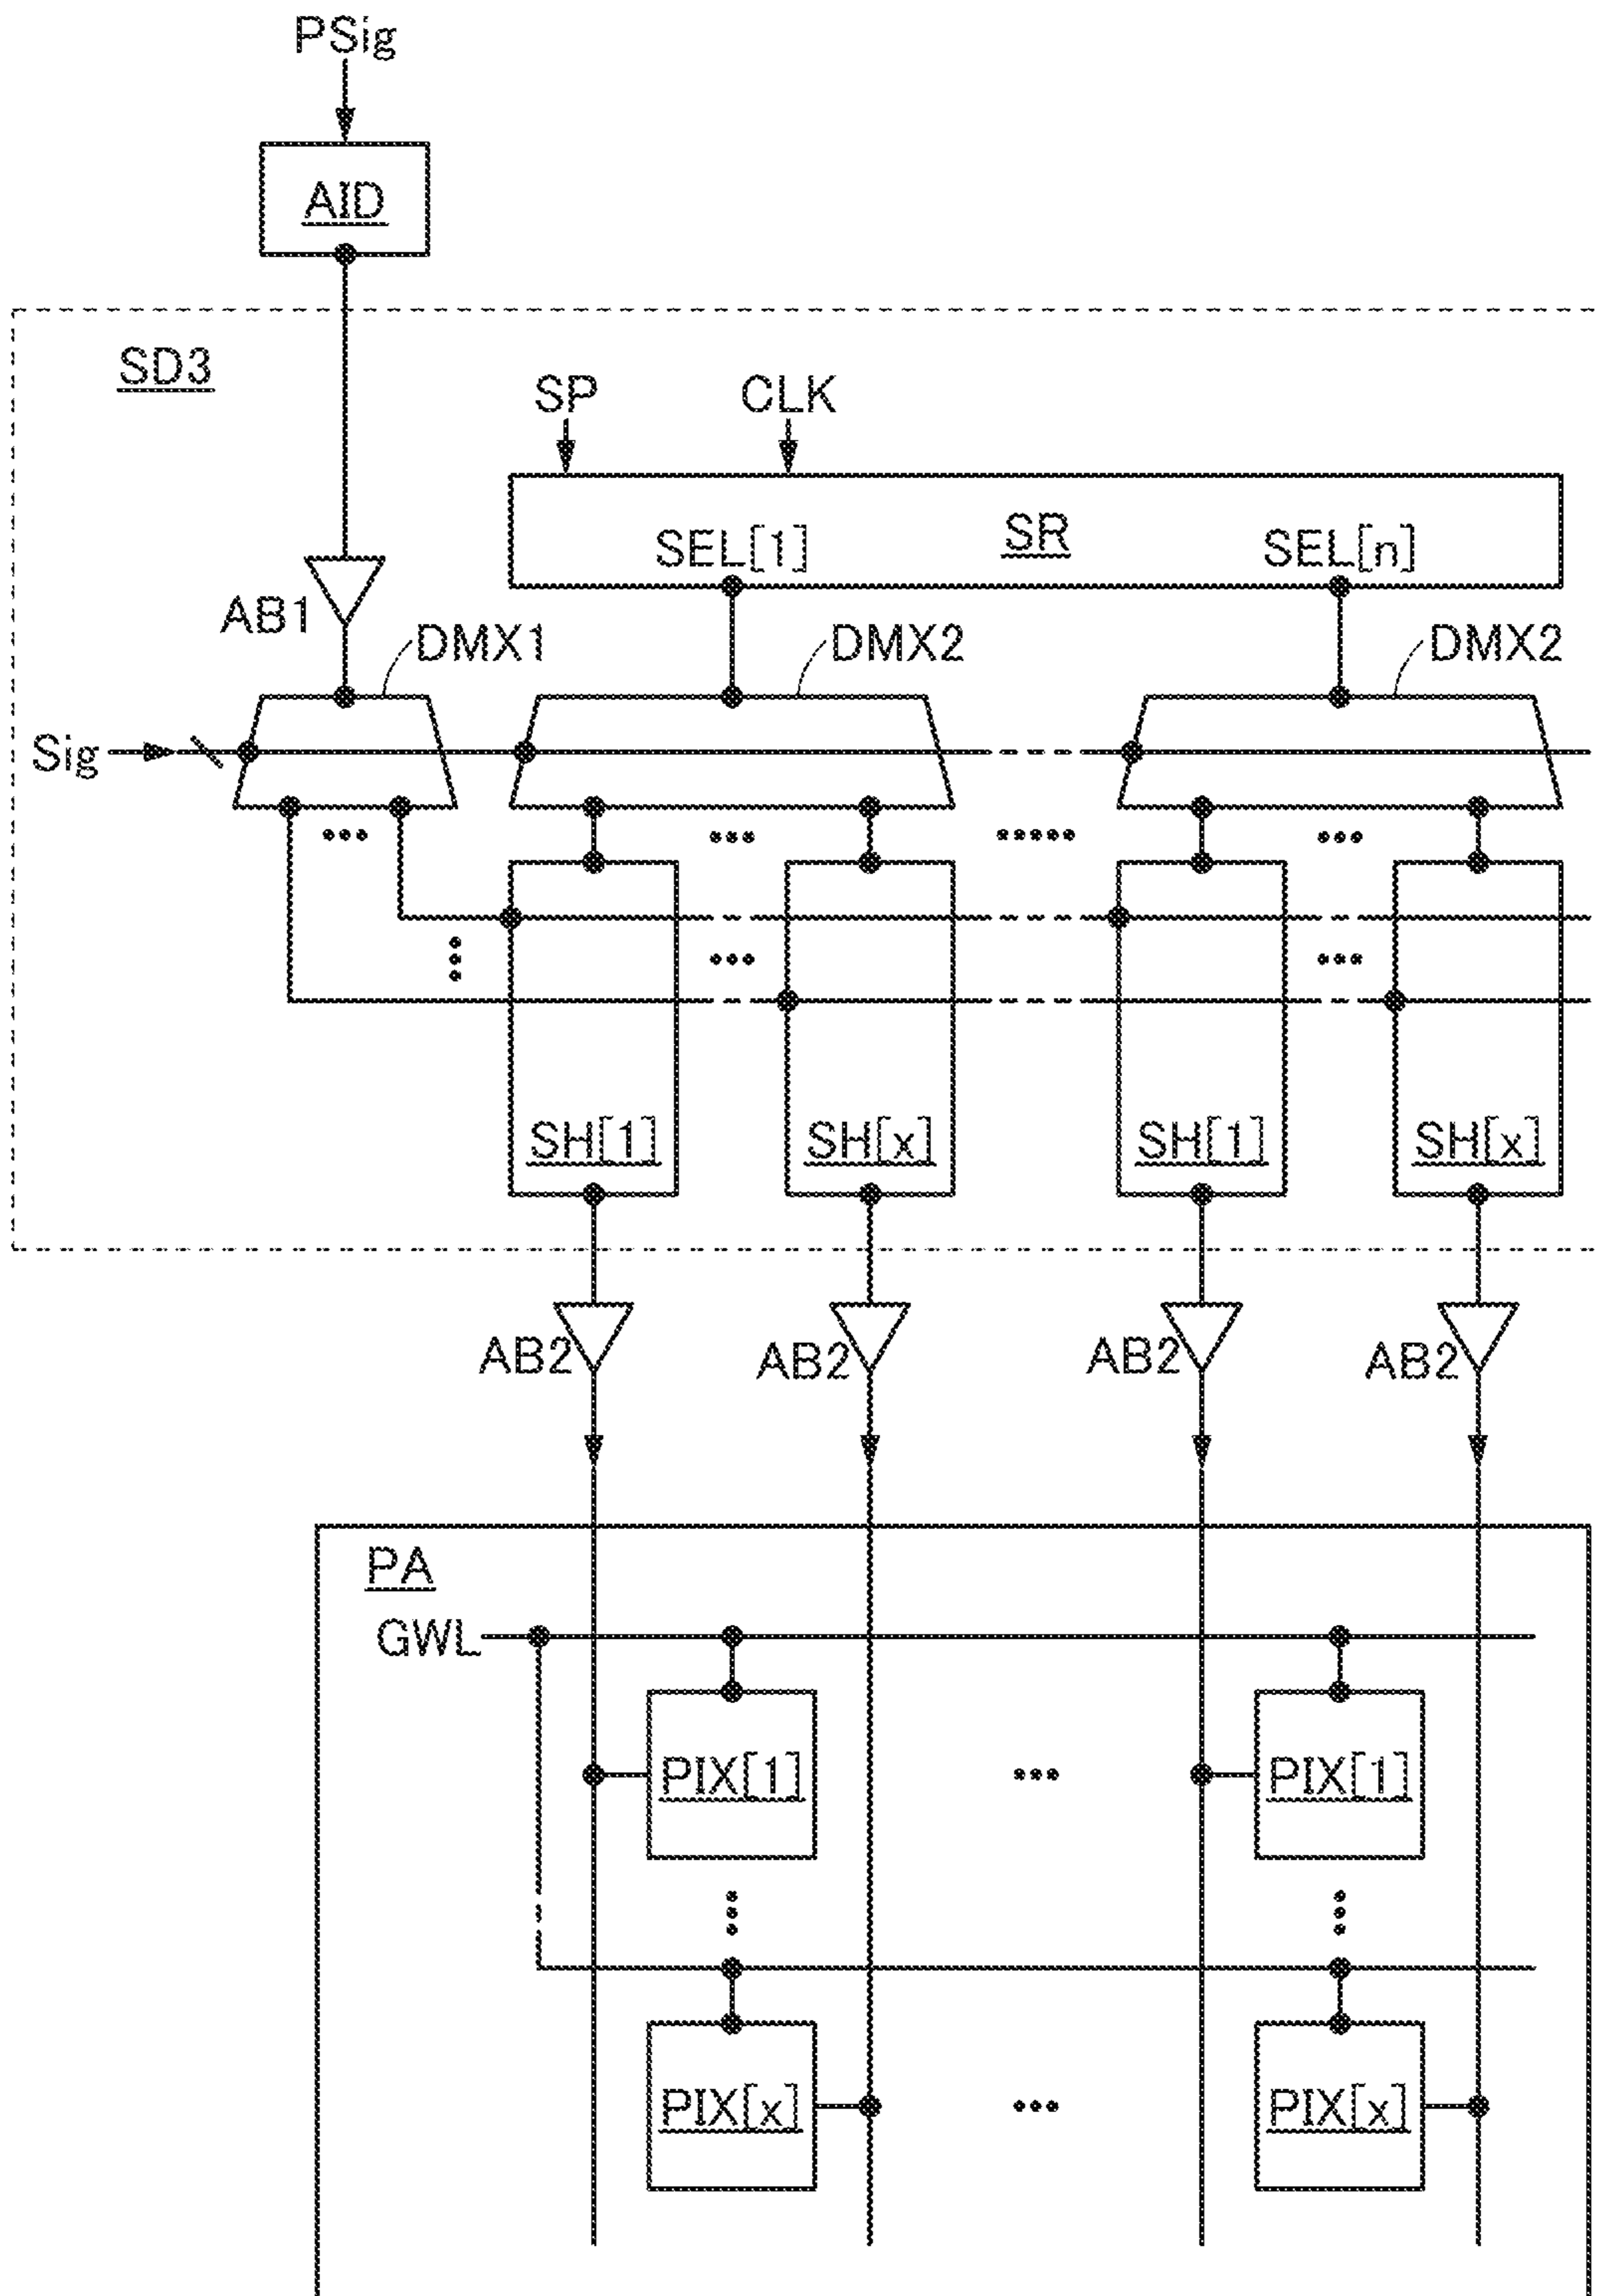 PSig
AID
SD3
SP CLK
SR
SEL[1] SEL[n]
AB1
DMX1 DMX2 DMX2
Sig
SH[1] SH[x] SH[1] SH[x]
AB2 AB2 AB2 AB2
PA
GWL
PIX[1] PIX[1]
PIX[x] PIX[x]